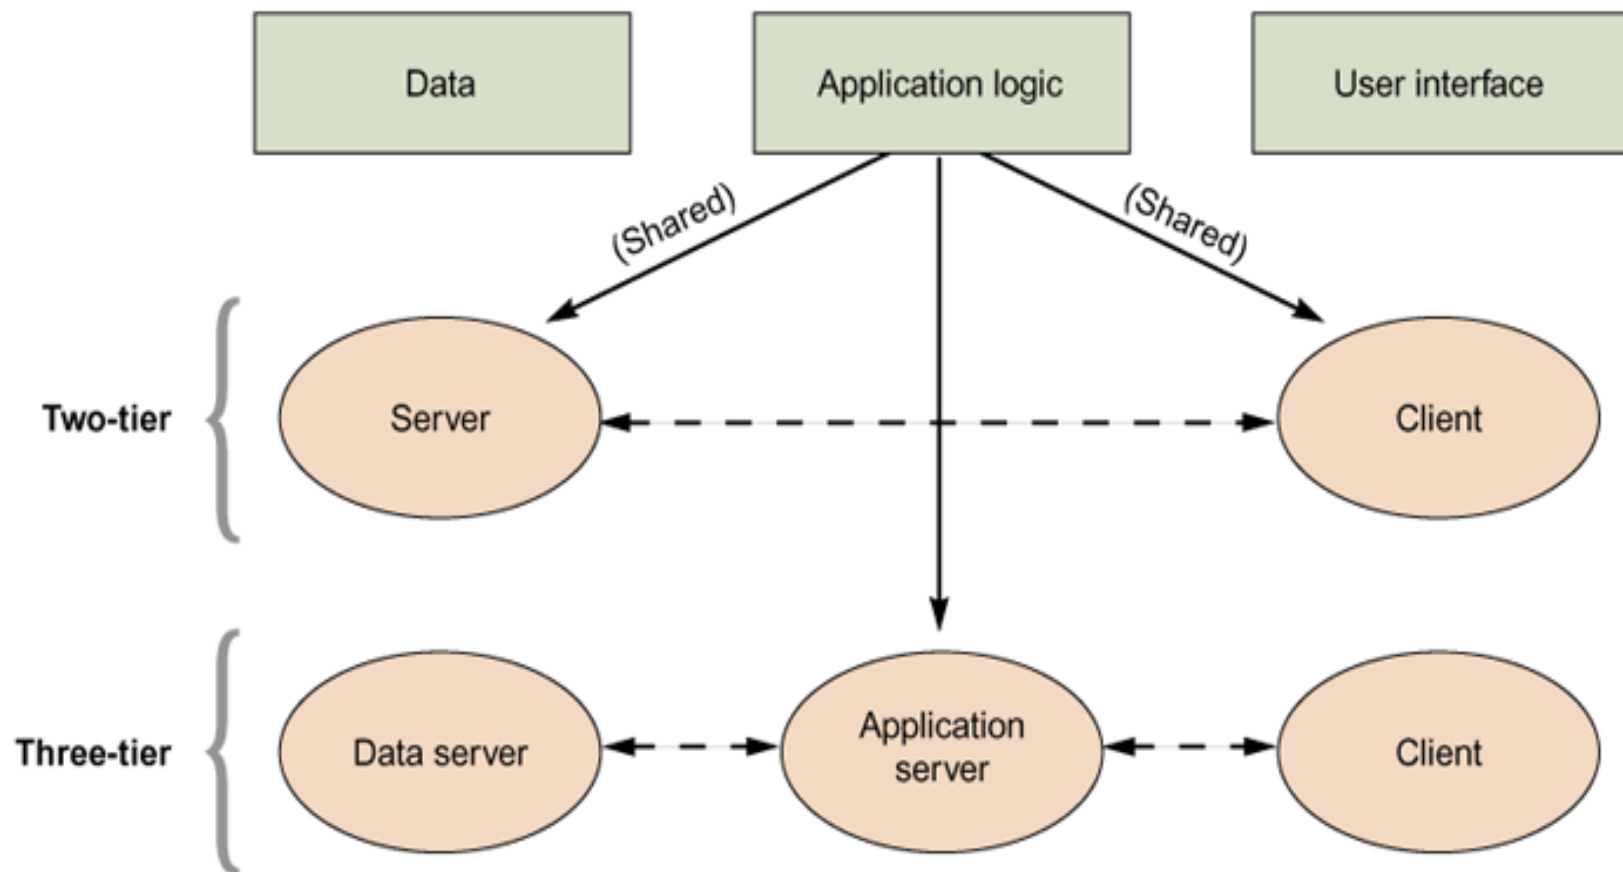 Data
Application logic
User interface
(Shared)
(Shared)
Two-tier
Server
Client
Three-tier
Data server
Application
server
Client